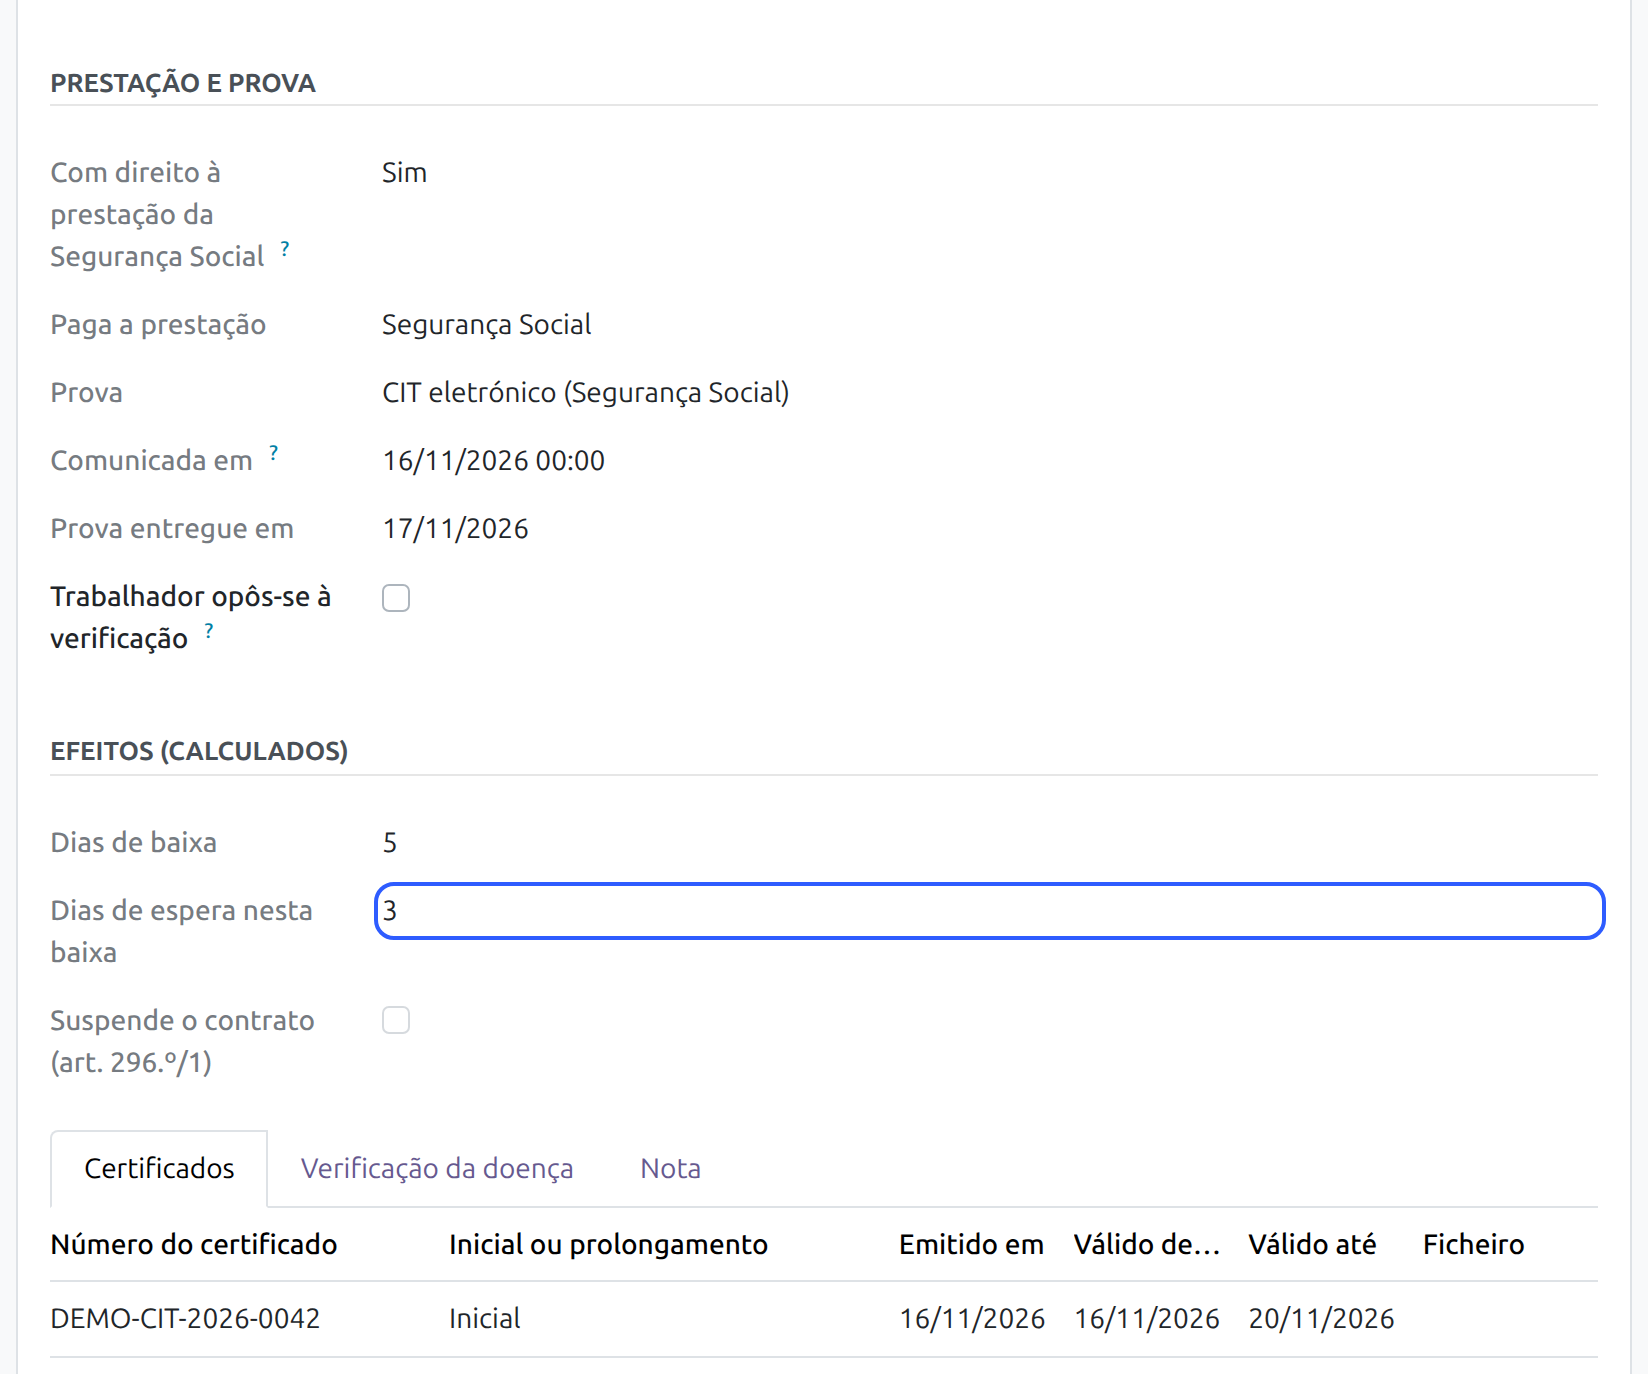 PRESTAÇÃO E PROVA
Com direito à
prestação da
Segurança Social ?
Sim
Paga a prestação
Segurança Social
Prova
CIT eletrónico (Segurança Social)
Comunicada em ?
16/11/2026 00:00
Prova entregue em
17/11/2026
Trabalhador opôs-se à
verificação ?
EFEITOS (CALCULADOS)
Dias de baixa
5
Dias de espera nesta
baixa
3
Suspende o contrato
(art. 296.º/1)
Certificados Verificação da doença Nota
Número do certificado Inicial ou prolongamento Emitido em Válido de... Válido até Ficheiro
DEMO-CIT-2026-0042 Inicial 16/11/2026 16/11/2026 20/11/2026